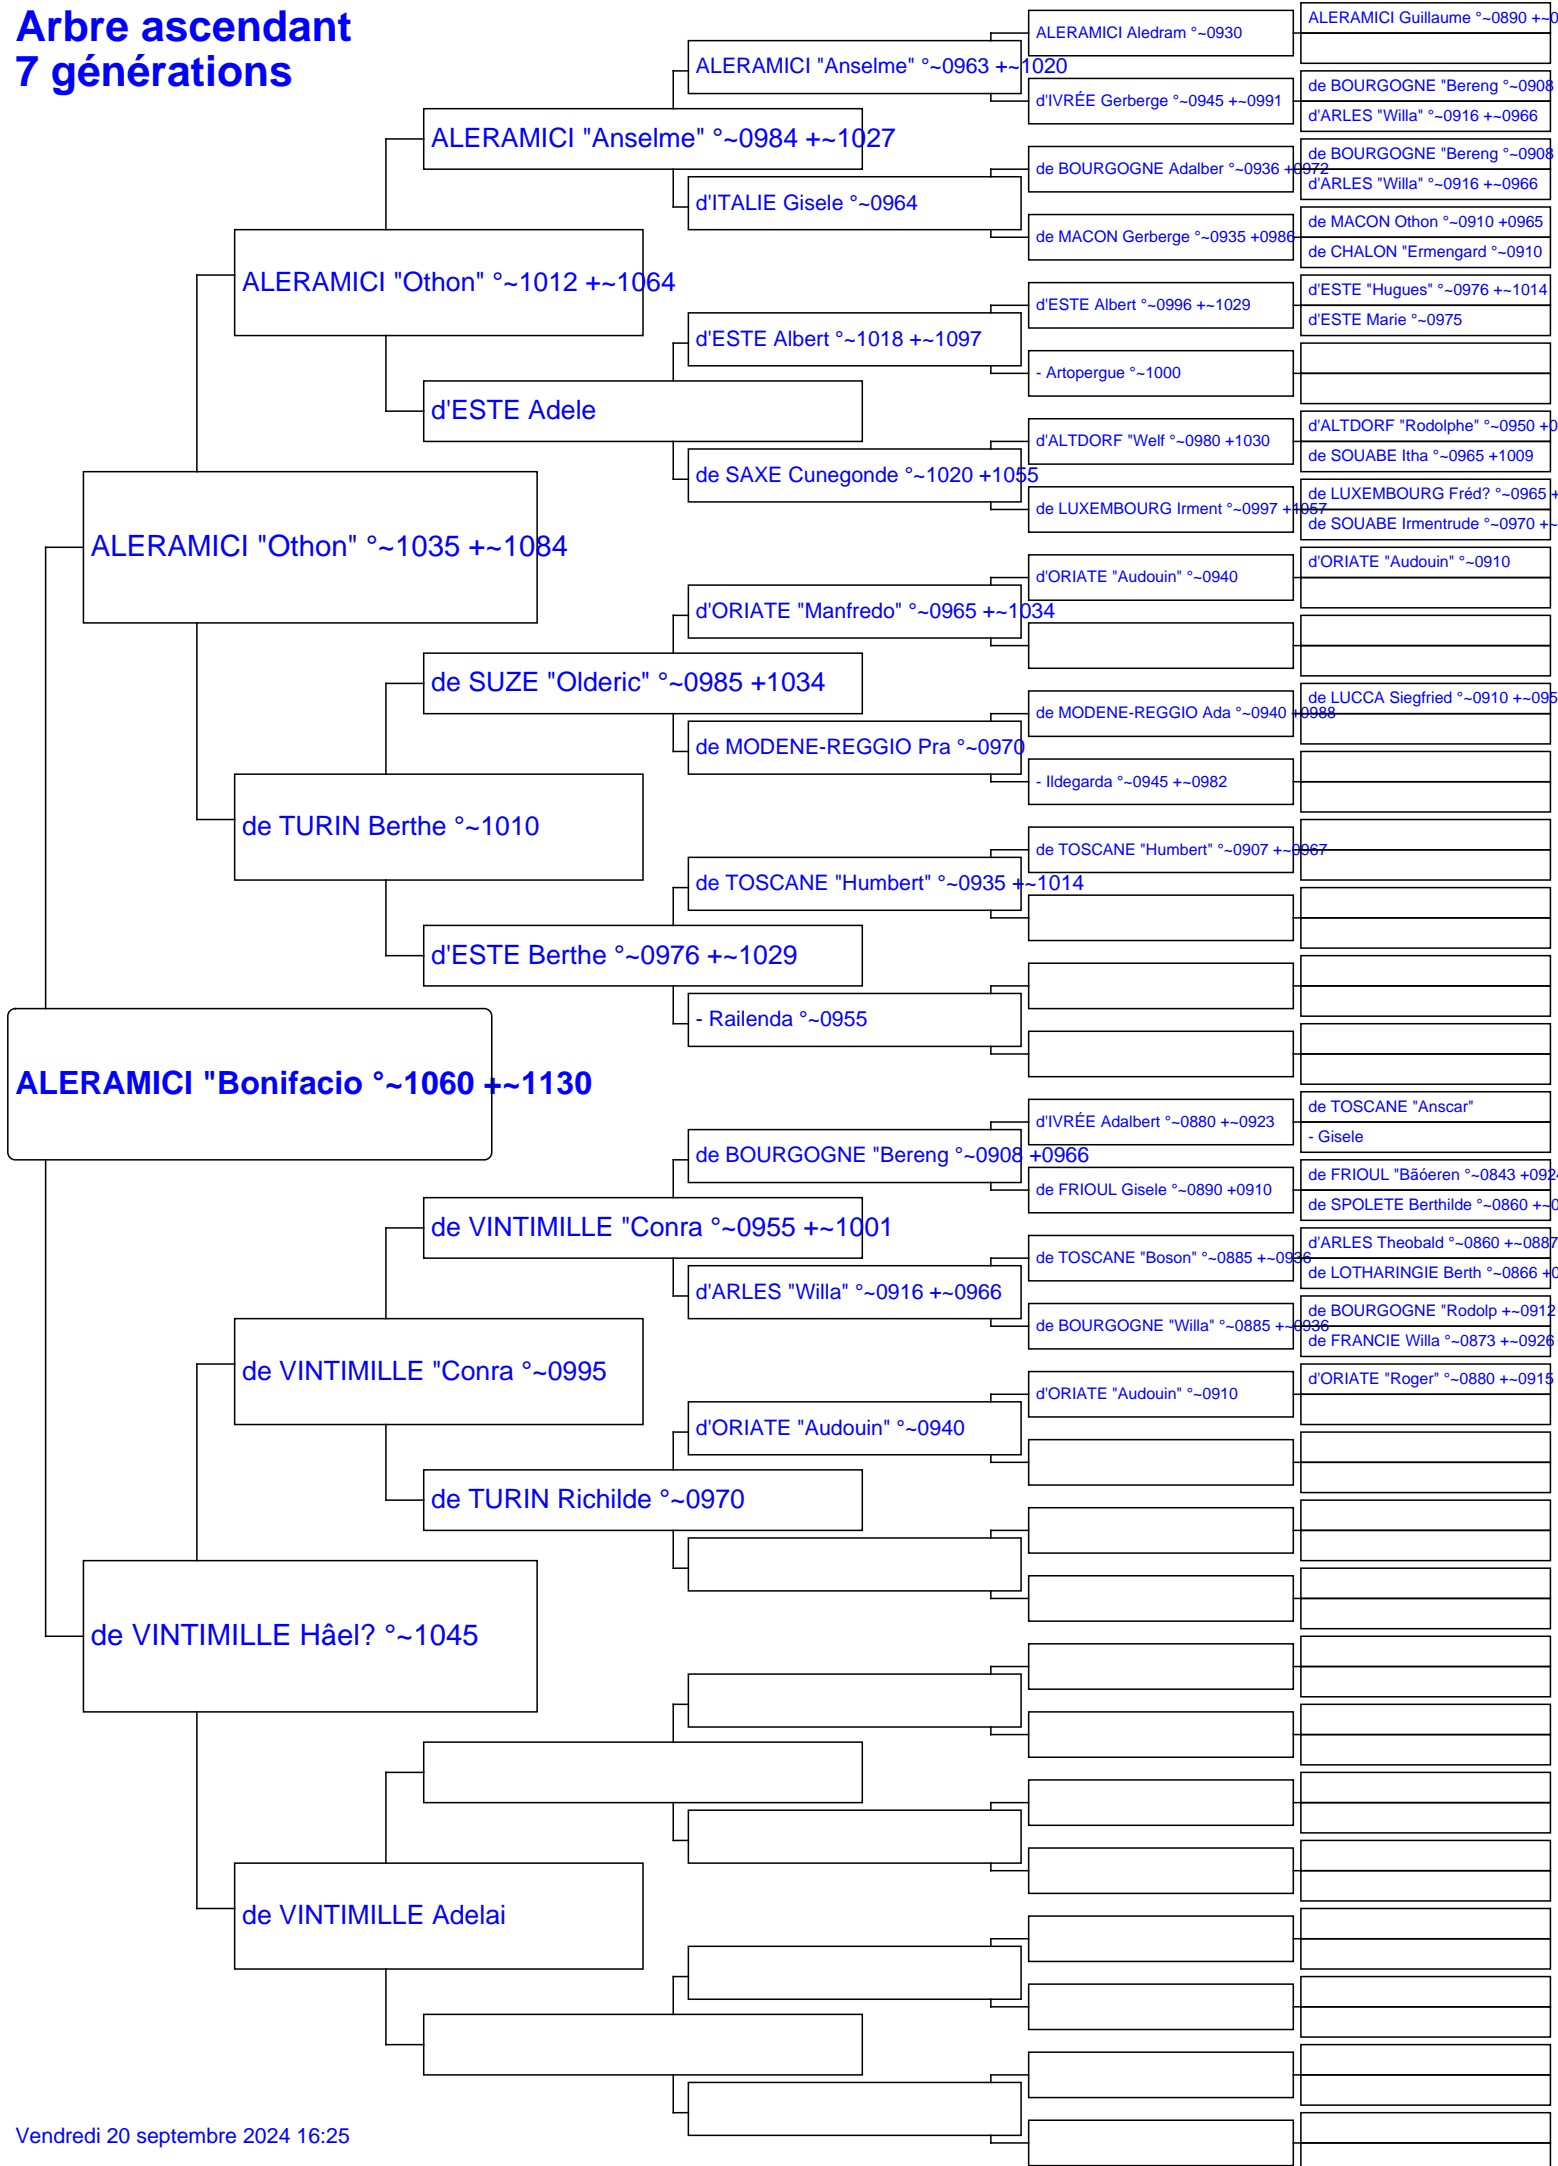 Arbre ascendant
7 générations
ALERAMICI "Bonifacio °~1060 +~1130
ALERAMICI "Othon" °~1035 +~1084
de VINTIMILLE Hâel? °~1045
ALERAMICI "Othon" °~1012 +~1064
de TURIN Berthe °~1010
de VINTIMILLE "Conra °~0995
de VINTIMILLE Adelai
ALERAMICI "Anselme" °~0984 +~1027
d'ESTE Adele
de SUZE "Olderic" °~0985 +1034
d'ESTE Berthe °~0976 +~1029
de VINTIMILLE "Conra °~0955 +~1001
de TURIN Richilde °~0970
ALERAMICI "Anselme" °~0963 +~1020
d'ITALIE Gisele °~0964
d'ESTE Albert °~1018 +~1097
de SAXE Cunegonde °~1020 +1055
d'ORIATE "Manfredo" °~0965 +~1034
de MODENE-REGGIO Pra °~0970
de TOSCANE "Humbert" °~0935 +~1014
- Railenda °~0955
de BOURGOGNE "Bereng °~0908 +0966
d'ARLES "Willa" °~0916 +~0966
d'ORIATE "Audouin" °~0940
ALERAMICI Aledram °~0930
d'IVRÉE Gerberge °~0945 +~0991
de BOURGOGNE Adalber °~0936 +0972
de MACON Gerberge °~0935 +0986
d'ESTE Albert °~0996 +~1029
- Artopergue °~1000
d'ALTDORF "Welf °~0980 +1030
de LUXEMBOURG Irment °~0997 +1057
d'ORIATE "Audouin" °~0940
de MODENE-REGGIO Ada °~0940 +0988
- Ildegarda °~0945 +~0982
de TOSCANE "Humbert" °~0907 +~0967
d'IVRÉE Adalbert °~0880 +~0923
de FRIOUL Gisele °~0890 +0910
de TOSCANE "Boson" °~0885 +~0936
de BOURGOGNE "Willa" °~0885 +~0936
d'ORIATE "Audouin" °~0910
ALERAMICI Guillaume °~0890 +~0
de BOURGOGNE "Bereng °~0908
d'ARLES "Willa" °~0916 +~0966
de BOURGOGNE "Bereng °~0908
d'ARLES "Willa" °~0916 +~0966
de MACON Othon °~0910 +0965
de CHALON "Ermengard °~0910
d'ESTE "Hugues" °~0976 +~1014
d'ESTE Marie °~0975
d'ALTDORF "Rodolphe" °~0950 +0
de SOUABE Itha °~0965 +1009
de LUXEMBOURG Fréd? °~0965 +
de SOUABE Irmentrude °~0970 +~
d'ORIATE "Audouin" °~0910
de LUCCA Siegfried °~0910 +~095
de TOSCANE "Anscar"
- Gisele
de FRIOUL "Bãóeren °~0843 +092
de SPOLETE Berthilde °~0860 +~0
d'ARLES Theobald °~0860 +~0887
de LOTHARINGIE Berth °~0866 +0
de BOURGOGNE "Rodolp +~0912
de FRANCIE Willa °~0873 +~0926
d'ORIATE "Roger" °~0880 +~0915
Vendredi 20 septembre 2024 16:25